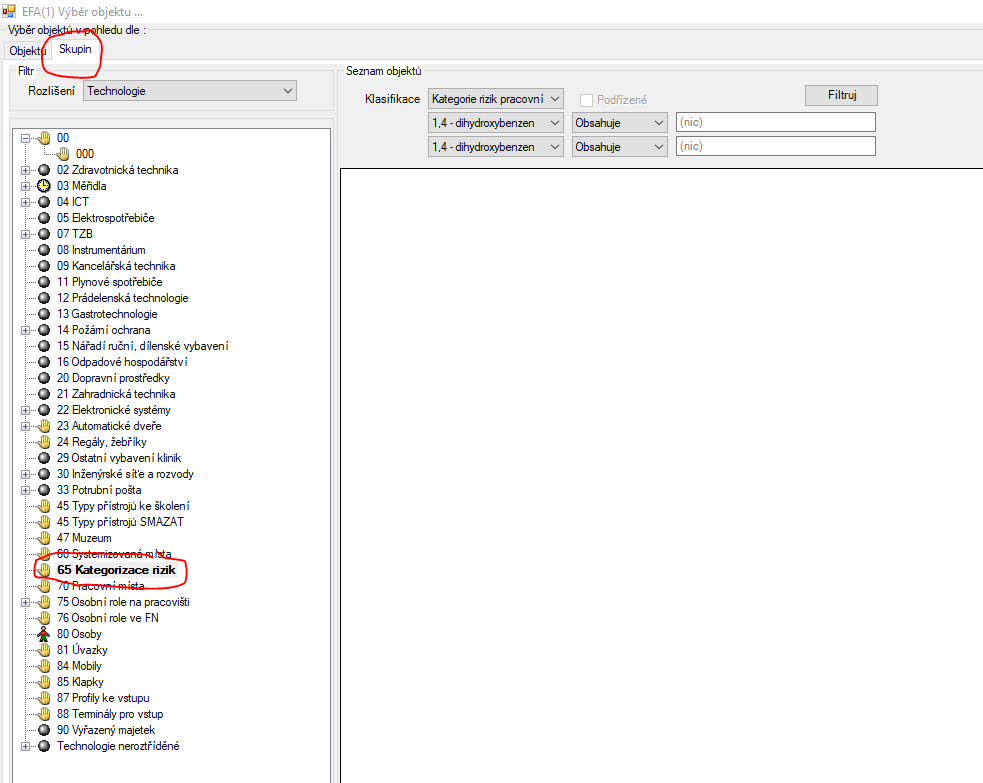 EFA(1) Výběr objektu ...
Výběr objektů v pohledu dle :
Objektů
Skupin
Filtr
Rozlišení
Technologie
00
000
02 Zdravotnická technika
03 Měřidla
04 ICT
05 Elektrospotřebiče
07 TZB
08 Instrumentárium
09 Kancelářská technika
11 Plynové spotřebiče
12 Prádelenská technologie
13 Gastrotechnologie
14 Požární ochrana
15 Nářadí ruční, dílenské vybavení
16 Odpadové hospodářství
20 Dopravní prostředky
21 Zahradnická technika
22 Elektronické systémy
23 Automatické dveře
24 Regály, žebříky
29 Ostatní vybavení klinik
30 Inženýrské síťe a rozvody
33 Potrubní pošta
45 Typy přístrojů ke školení
45 Typy přístrojů SMAZAT
47 Muzeum
60 Systemizovaná místa
65 Kategorizace rizik
70 Pracovní místa
75 Osobní role na pracovišti
76 Osobní role ve FN
80 Osoby
81 Úvazky
84 Mobily
85 Klapky
87 Profily ke vstupu
88 Terminály pro vstup
90 Vyřazený majetek
Technologie neroztříděné
Seznam objektů
Klasifikace
Kategorie rizik pracovní
Podřízené
Filtruj
1,4 - dihydroxybenzen
Obsahuje
(nic)
1,4 - dihydroxybenzen
Obsahuje
(nic)